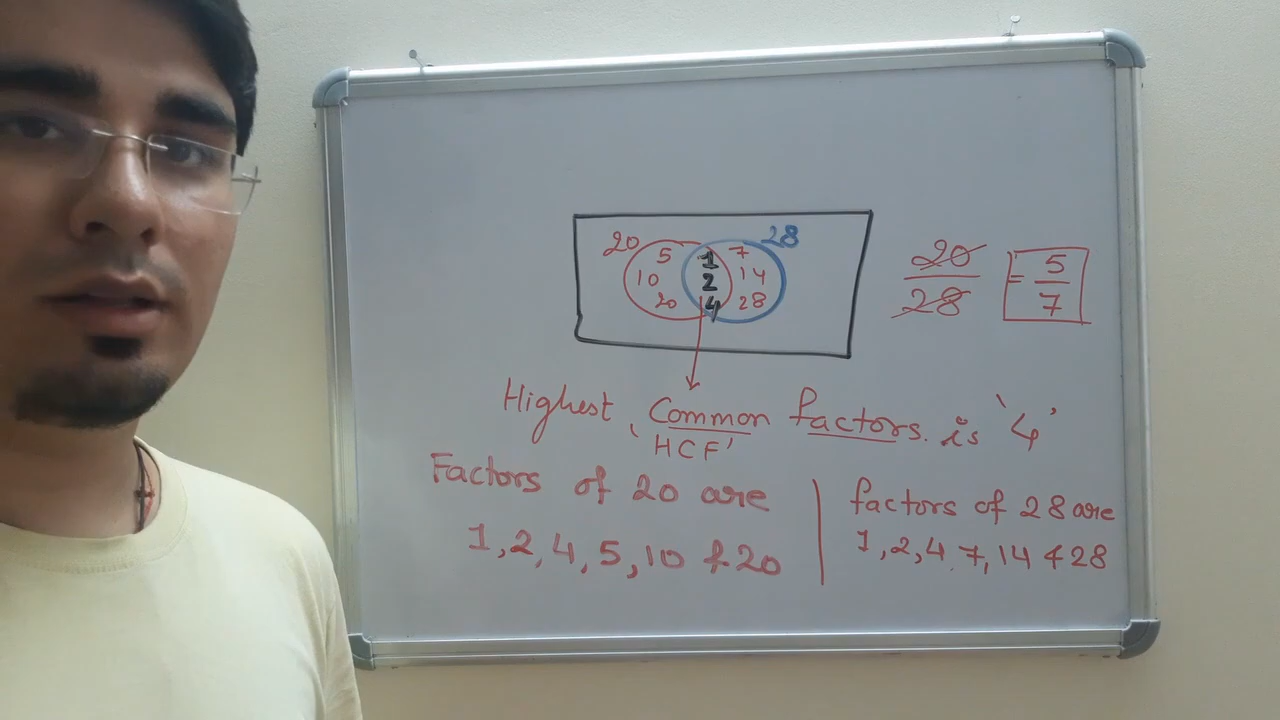 20 28
5 1 7
10 2 14
20 4 28
20/28 = 5/7
Highest Common factors. is '4'
'HCF'
Factors of 20 are
1, 2, 4, 5, 10 & 20
factors of 28 are
1, 2, 4, 7, 14 & 28